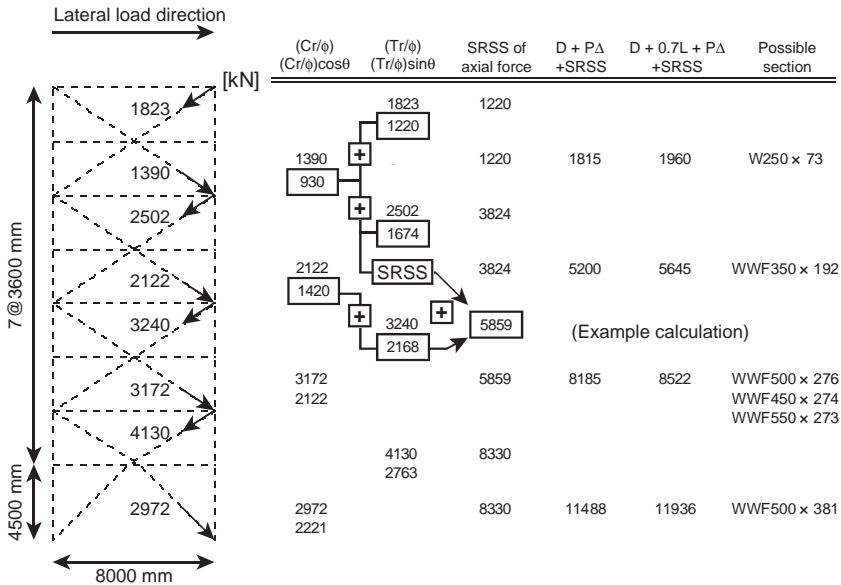 Lateral load direction
[kN]
(Cr/ϕ) (Tr/ϕ) SRSS of D + PΔ D + 0.7L + PΔ Possible
(Cr/ϕ)cosθ (Tr/ϕ)sinθ axial force +SRSS +SRSS section
1823 1823 1220
1220
+
1390 1390 1220 1815 1960 W250 × 73
930
+
2502 2502 3824
1674
2122 2122 SRSS 3824 5200 5645 WWF350 × 192
1420
+ +
3240 3240 5859 (Example calculation)
2168
3172 3172 5859 8185 8522 WWF500 × 276
2122 WWF450 × 274
WWF550 × 273
4130 4130 8330
2763
2972 2972 8330 11488 11936 WWF500 × 381
2221
7@3600 mm
4500 mm
8000 mm